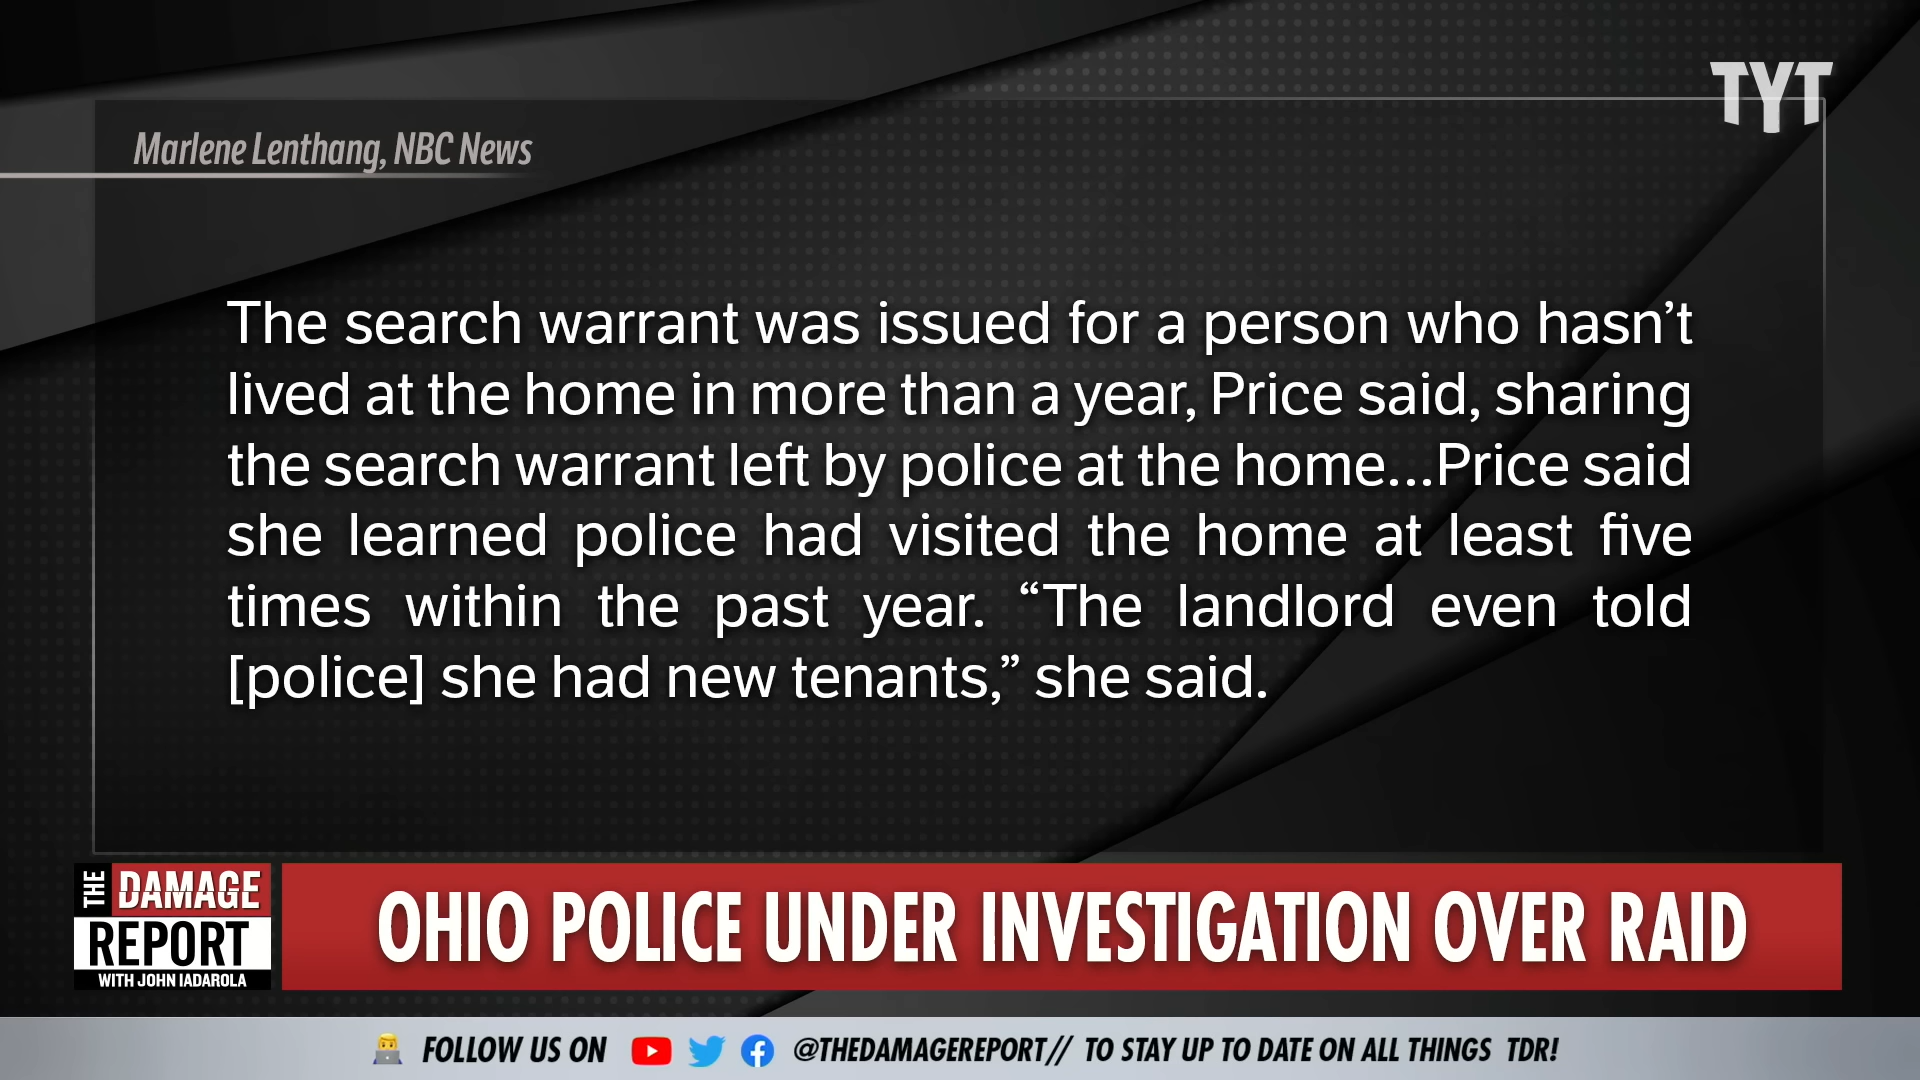 TYT
Marlene Lenthang, NBC News
The search warrant was issued for a person who hasn’t
lived at the home in more than a year, Price said, sharing
the search warrant left by police at the home...Price said
she learned police had visited the home at least five
times within the past year. “The landlord even told
[police] she had new tenants,” she said.
THE DAMAGE
REPORT
WITH JOHN IADAROLA
OHIO POLICE UNDER INVESTIGATION OVER RAID
FOLLOW US ON @THEDAMAGEREPORT// TO STAY UP TO DATE ON ALL THINGS TDR!